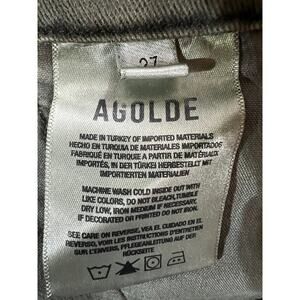 27
AGOLDE
MADE IN TURKEY OF IMPORTED MATERIALS
HECHO EN TURQUIA DE MATERIALES IMPORTADOS
FABRIQUÉ EN TURQUIE A PARTIR DE MATÉRIAUX
IMPORTÉS, IN DER TÜRKEI HERGESTELLT MIT
IMPORTIERTEN MATERIALIEN
MACHINE WASH COLD INSIDE OUT WITH
LIKE COLORS, DO NOT BLEACH, TUMBLE
DRY LOW, IRON MEDIUM IF NECESSARY,
IF DECORATED OR PRINTED DO NOT IRON.
SEE CARE ON REVERSE, VEA EL CUIDADO EN EL
REVERSO, VOIR LES INSTRUCTIONS D'ENTRETIEN
SUR L'ENVERS, PFLEGEANLEITUNG AUF DER
RÜCKSEITE